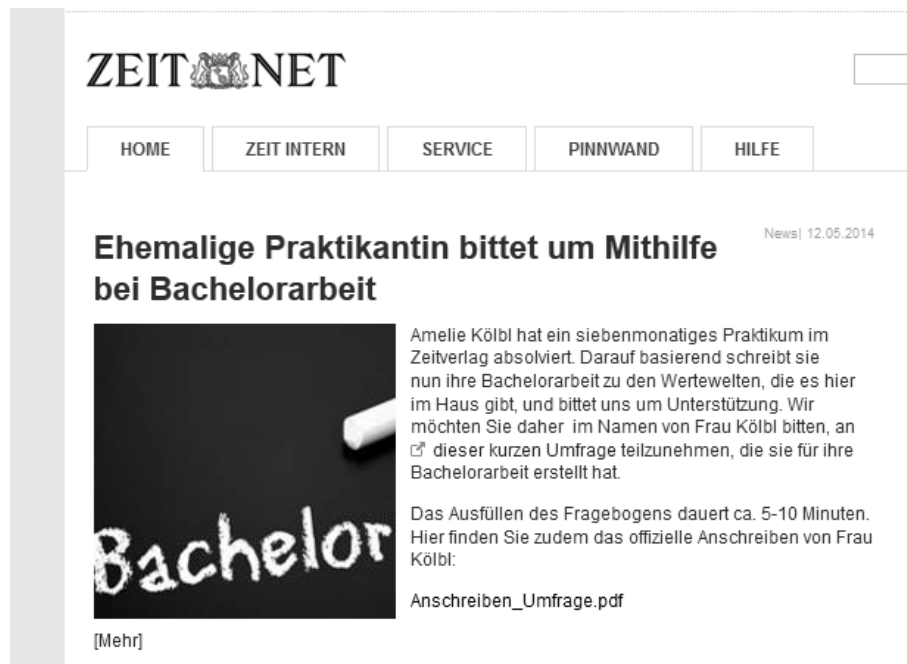 ZEIT NET
HOME ZEIT INTERN SERVICE PINNWAND HILFE
Ehemalige Praktikantin bittet um Mithilfe
bei Bachelorarbeit
News| 12.05.2014
Bachelor
Amelie Kölbl hat ein siebenmonatiges Praktikum im
Zeitverlag absolviert. Darauf basierend schreibt sie
nun ihre Bachelorarbeit zu den Wertewelten, die es hier
im Haus gibt, und bittet uns um Unterstützung. Wir
möchten Sie daher im Namen von Frau Kölbl bitten, an
dieser kurzen Umfrage teilzunehmen, die sie für ihre
Bachelorarbeit erstellt hat.
Das Ausfüllen des Fragebogens dauert ca. 5-10 Minuten.
Hier finden Sie zudem das offizielle Anschreiben von Frau
Kölbl:
Anschreiben_Umfrage.pdf
[Mehr]